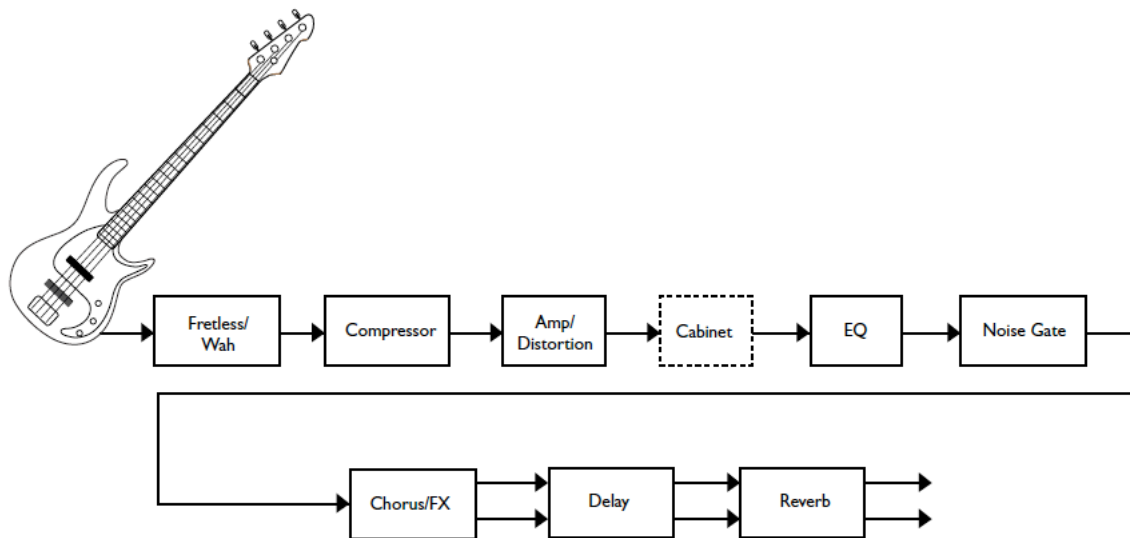 Fretless/
Wah
Compressor
Amp/
Distortion
Cabinet
EQ
Noise Gate
Chorus/FX
Delay
Reverb